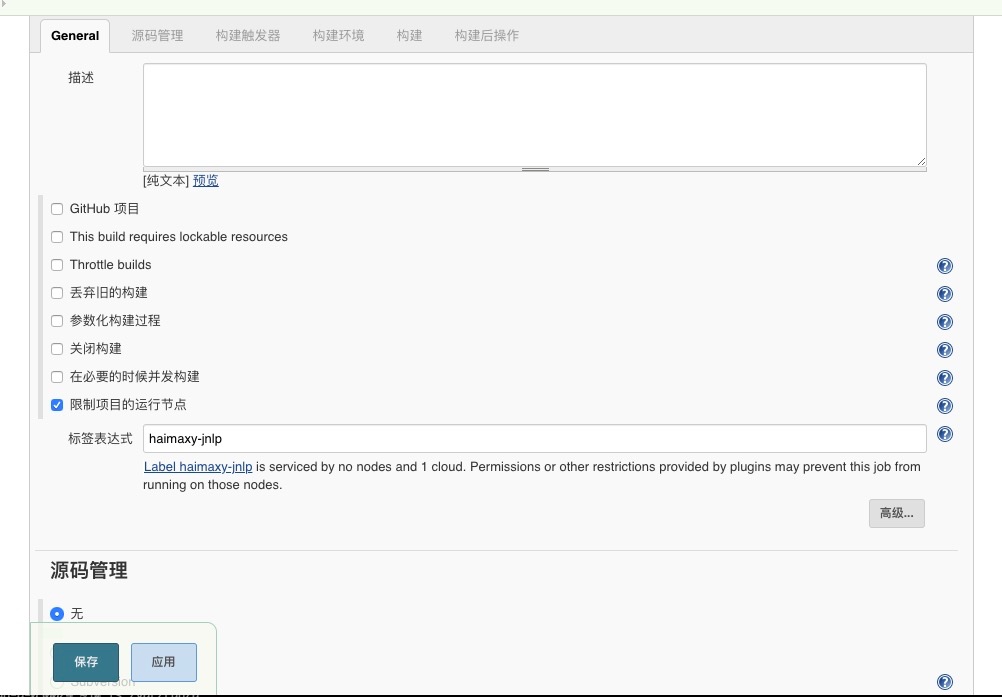 General 源码管理 构建触发器 构建环境 构建 构建后操作
描述
[纯文本] 预览
GitHub 项目
This build requires lockable resources
Throttle builds
丢弃旧的构建
参数化构建过程
关闭构建
在必要的时候并发构建
限制项目的运行节点
标签表达式 haimaxy-jnlp
Label haimaxy-jnlp is serviced by no nodes and 1 cloud. Permissions or other restrictions provided by plugins may prevent this job from
running on those nodes.
高级...
源码管理
无
保存 应用
Subversion